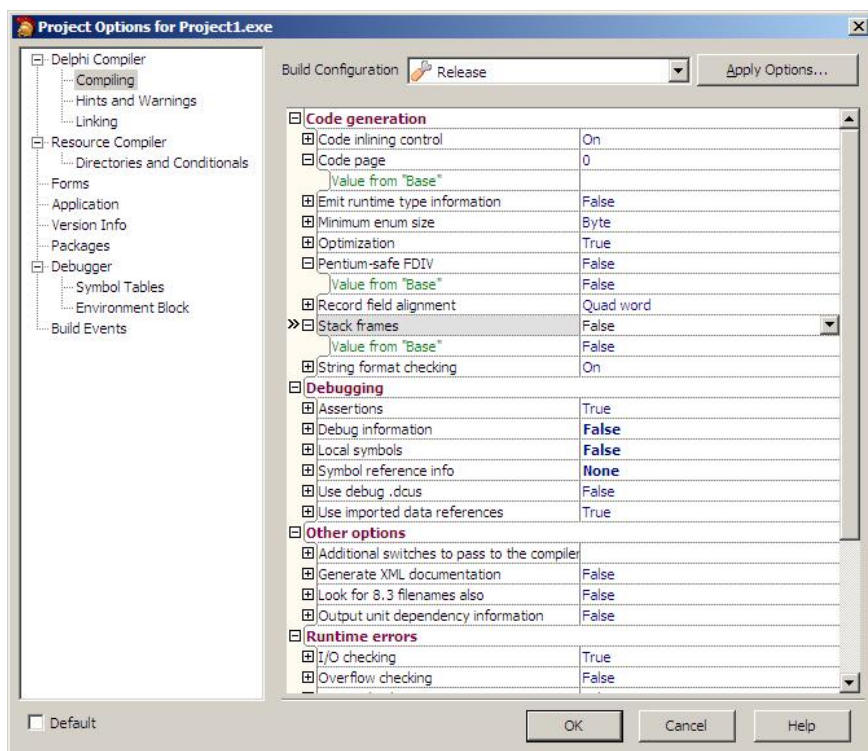 Project Options for Project1.exe
Delphi Compiler
Compiling
Hints and Warnings
Linking
Resource Compiler
Directories and Conditionals
Forms
Application
Version Info
Packages
Debugger
Symbol Tables
Environment Block
Build Events
Build Configuration Release Apply Options...
Code generation
Code inlining control On
Code page 0
Value from "Base"
Emit runtime type information False
Minimum enum size Byte
Optimization True
Pentium-safe FDIV False
Value from "Base" False
Record field alignment Quad word
Stack frames False
Value from "Base" False
String format checking On
Debugging
Assertions True
Debug information False
Local symbols False
Symbol reference info None
Use debug .dcus False
Use imported data references True
Other options
Additional switches to pass to the compiler
Generate XML documentation False
Look for 8.3 filenames also False
Output unit dependency information False
Runtime errors
I/O checking True
Overflow checking False
Default
OK Cancel Help